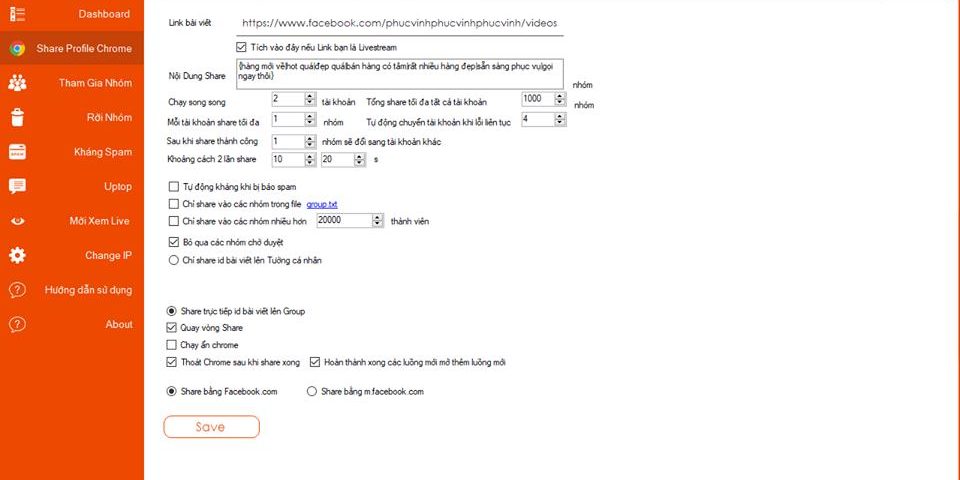 Dashboard
Share Profile Chrome
Tham Gia Nhóm
Rời Nhóm
Kháng Spam
Uptop
Mời Xem Live
Change IP
Hướng dẫn sử dụng
About
Link bài viết https://www.facebook.com/phucvinhphucvinhphucvinh/videos
Tích vào đây nếu Link bạn là Livestream
Nội Dung Share {hàng mới về|hot quá|đẹp quá|bán hàng có tâm|rất nhiều hàng đẹp|sẵn sàng phục vụ|gọi
ngay thôi} nhóm
Chạy song song 2 tài khoản Tổng share tối đa tất cả tài khoản 1000 nhóm
Mỗi tài khoản share tối đa 1 nhóm Tự động chuyển tài khoản khi lỗi liên tục 4
Sau khi share thành công 1 nhóm sẽ đổi sang tài khoản khác
Khoảng cách 2 lần share 10 20 s
Tự động kháng khi bị báo spam
Chỉ share vào các nhóm trong file group.txt
Chỉ share vào các nhóm nhiều hơn 20000 thành viên
Bỏ qua các nhóm chờ duyệt
Chỉ share id bài viết lên Tường cá nhân
Share trực tiếp id bài viết lên Group
Quay vòng Share
Chạy ẩn chrome
Thoát Chrome sau khi share xong Hoàn thành xong các luồng mới mở thêm luồng mới
Share bằng Facebook.com Share bằng m.facebook.com
Save